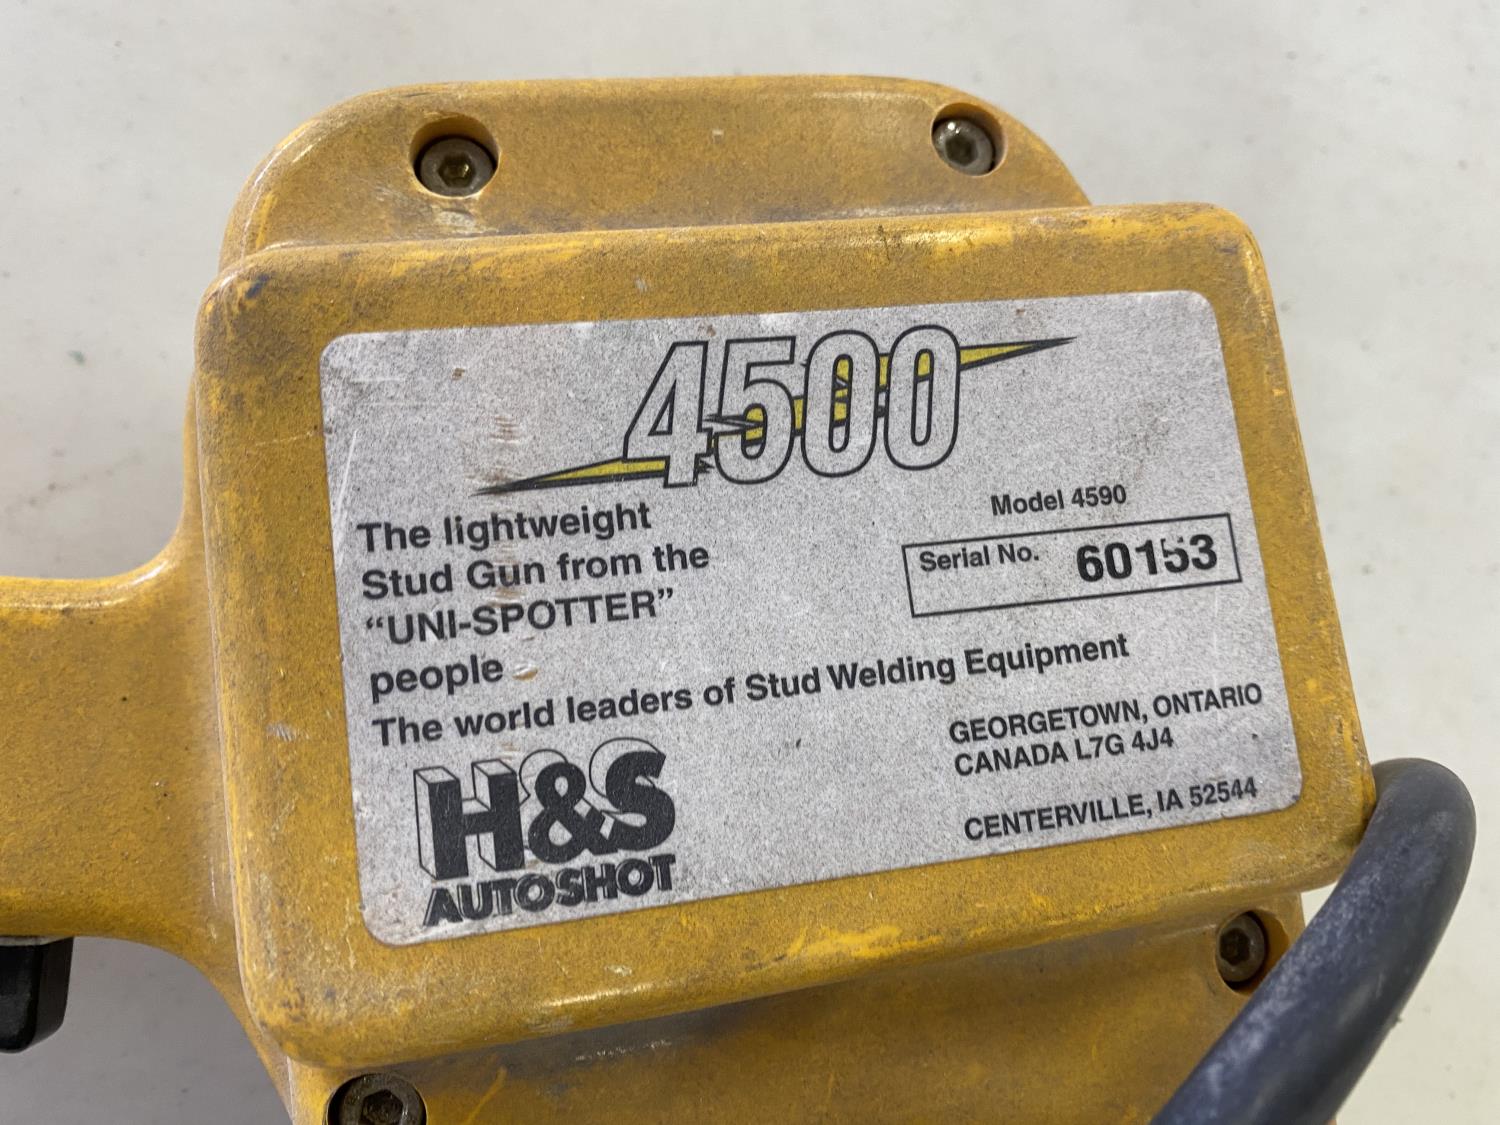 4500
The lightweight
Stud Gun from the
“UNI-SPOTTER”
people
The world leaders of Stud Welding Equipment
Model 4590
Serial No. 60153
H&S
AUTOSHOT
GEORGETOWN, ONTARIO
CANADA L7G 4J4
CENTERVILLE, IA 52544